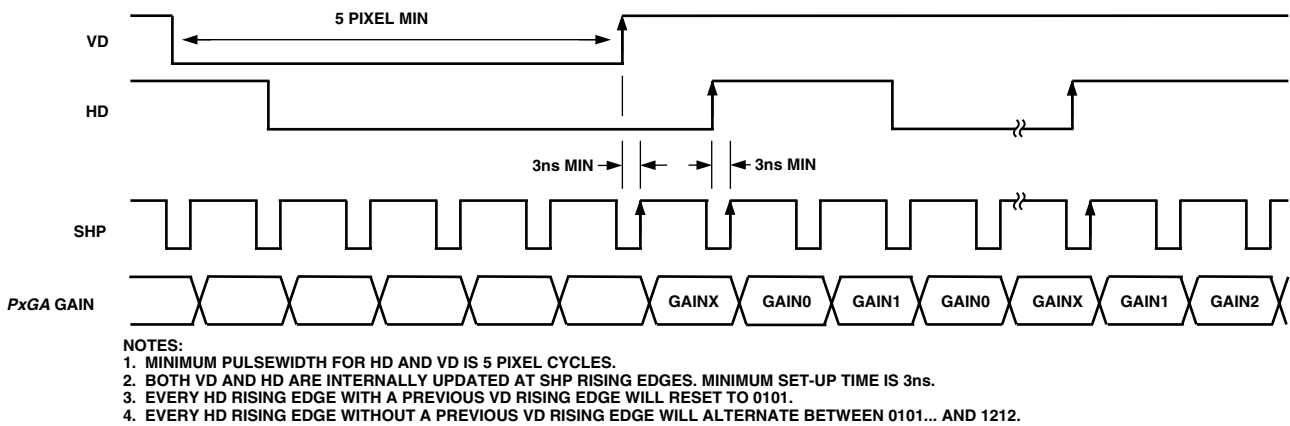 5 PIXEL MIN
VD
HD
3ns MIN
3ns MIN
SHP
PxGA GAIN
GAINX
GAIN0
GAIN1
GAIN0
GAINX
GAIN1
GAIN2
NOTES:
1. MINIMUM PULSEWIDTH FOR HD AND VD IS 5 PIXEL CYCLES.
2. BOTH VD AND HD ARE INTERNALLY UPDATED AT SHP RISING EDGES. MINIMUM SET-UP TIME IS 3ns.
3. EVERY HD RISING EDGE WITH A PREVIOUS VD RISING EDGE WILL RESET TO 0101.
4. EVERY HD RISING EDGE WITHOUT A PREVIOUS VD RISING EDGE WILL ALTERNATE BETWEEN 0101... AND 1212.